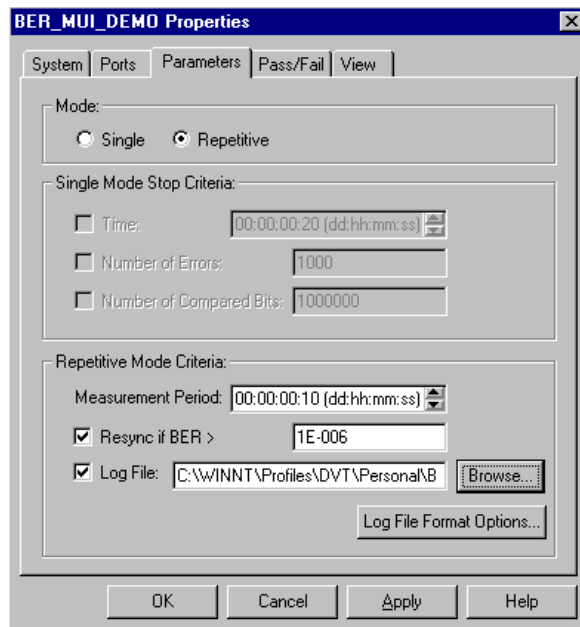 BER_MUI_DEMO Properties
System Ports Parameters Pass/Fail View
Mode:
Single Repetitive
Single Mode Stop Criteria:
Time: 00:00:00:20 (dd:hh:mm:ss)
Number of Errors: 1000
Number of Compared Bits: 1000000
Repetitive Mode Criteria:
Measurement Period: 00:00:00:10 (dd:hh:mm:ss)
Resync if BER > 1E-006
Log File: C:\WINNT\Profiles\DVT\Personal\B Browse...
Log File Format Options...
OK Cancel Apply Help